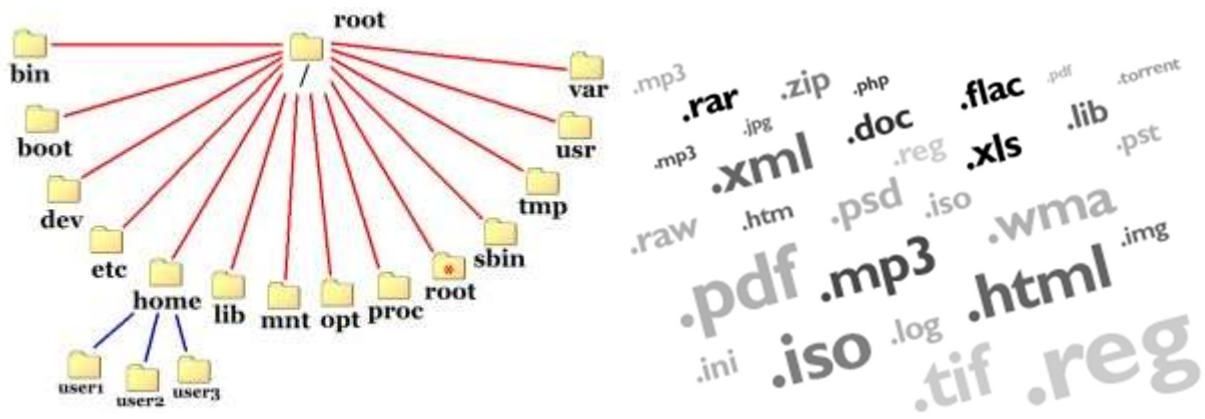 root
/
bin
boot
dev
etc
home
user1
user2
user3
lib
mnt
opt
proc
root
*
sbin
tmp
usr
var
.mp3
.rar
.zip
.php
.flac
.pdf
.torrent
.jpg
.doc
.lib
.mp3
.xml
.reg
.xls
.pst
.raw
.htm
.psd
.iso
.wma
.img
.pdf
.mp3
.html
.ini
.iso
.log
.tif
.reg